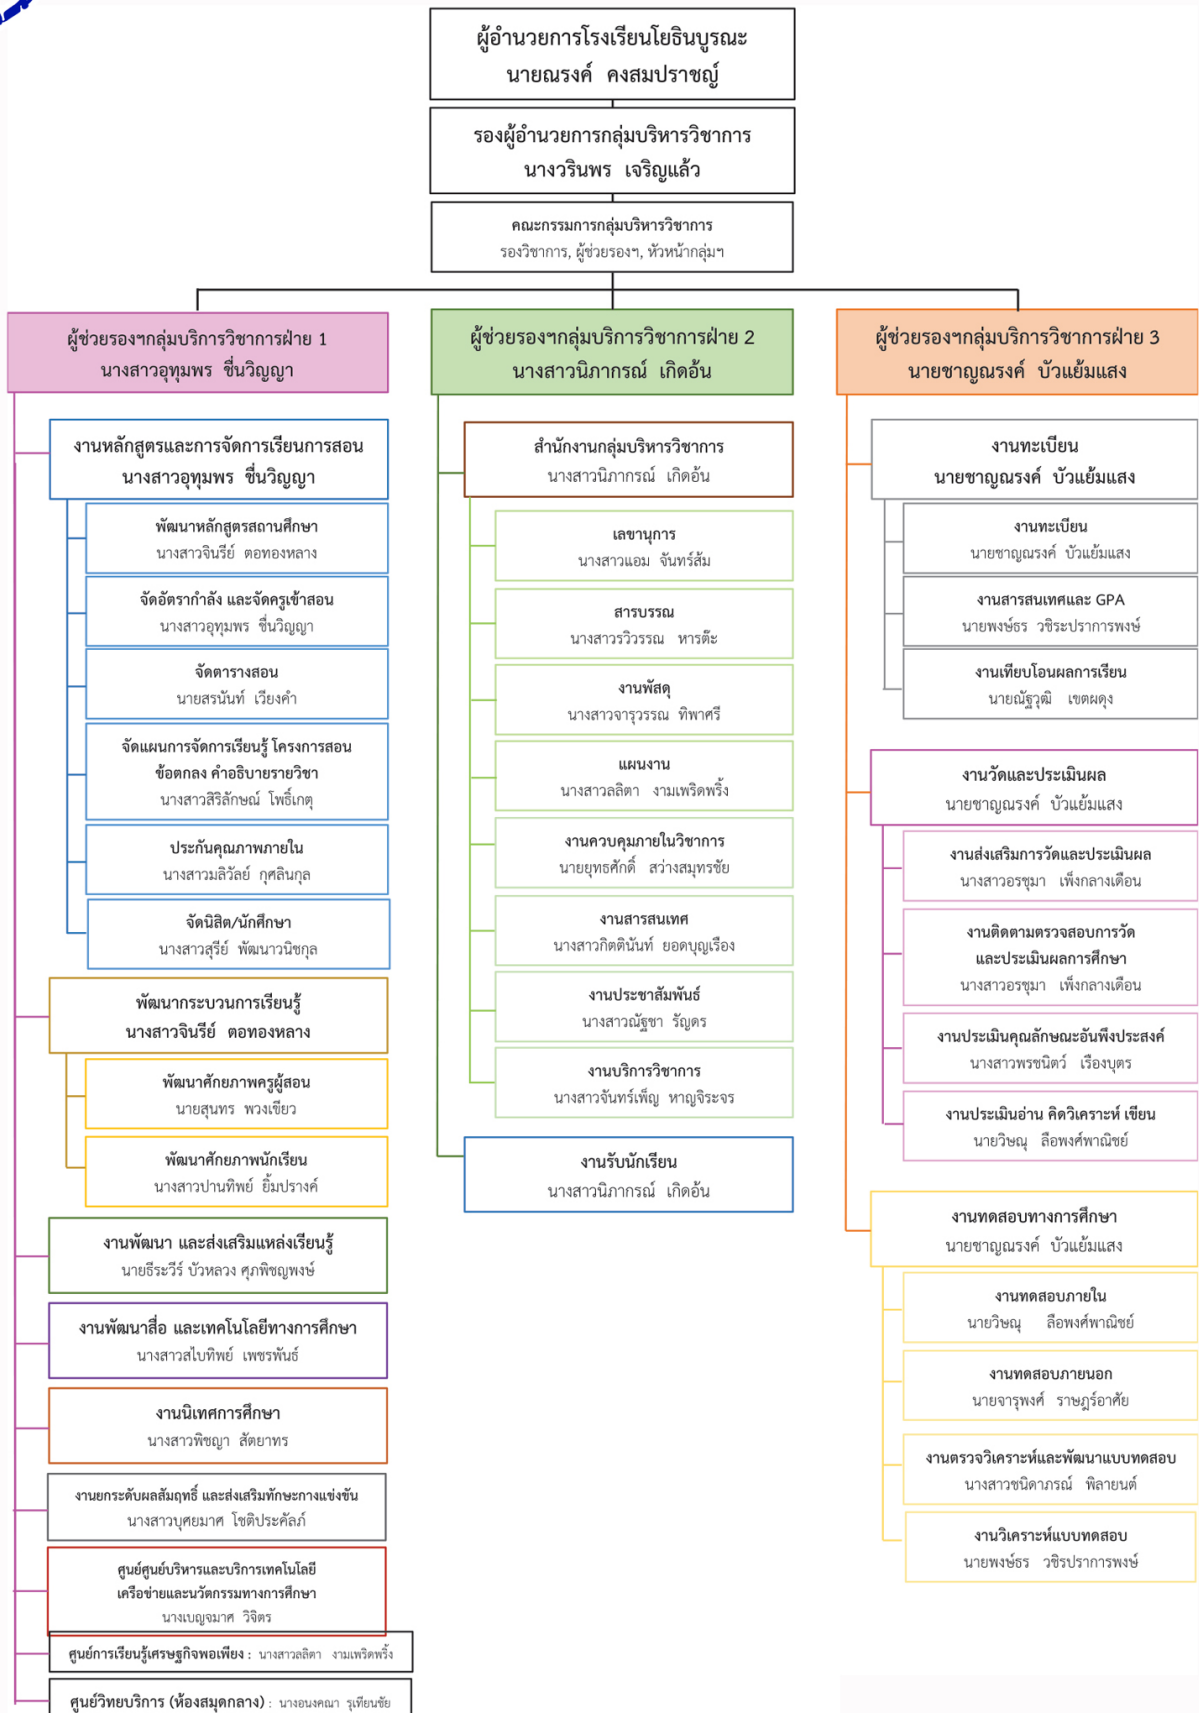 ผู้อำนวยการโรงเรียนโยธินบูรณะ
นายณรงค์ คงสมปราชญ์
รองผู้อำนวยการกลุ่มบริหารวิชาการ
นางวรินพร เจริญแล้ว
คณะกรรมการกลุ่มบริหารวิชาการ
รองวิชาการ, ผู้ช่วยรองฯ, หัวหน้ากลุ่มฯ
ผู้ช่วยรองฯกลุ่มบริการวิชาการฝ่าย 1
นางสาวอุทุมพร ชื่นวิญญา
งานหลักสูตรและการจัดการเรียนการสอน
นางสาวอุทุมพร ชื่นวิญญา
พัฒนาหลักสูตรสถานศึกษา
นางสาวจินรีย์ ตอทองหลาง
จัดอัตรากำลัง และจัดครูเข้าสอน
นางสาวอุทุมพร ชื่นวิญญา
จัดตารางสอน
นายสรนันท์ เวียงคำ
จัดแผนการจัดการเรียนรู้ โครงการสอน
ข้อตกลง คำอธิบายรายวิชา
นางสาวสิริลักษณ์ โพธิ์เกตุ
ประกันคุณภาพภายใน
นางสาวมลิวัลย์ กุศลินกุล
จัดนิสิต/นักศึกษา
นางสาวสุรีย์ พัฒนาวนิชกุล
พัฒนากระบวนการเรียนรู้
นางสาวจินรีย์ ตอทองหลาง
พัฒนาศักยภาพครูผู้สอน
นายสุนทร พวงเขียว
พัฒนาศักยภาพนักเรียน
นางสาวปานทิพย์ ยิ้มปรางค์
งานพัฒนา และส่งเสริมแหล่งเรียนรู้
นายธีระวีร์ บัวหลวง ศุภพิชญพงษ์
งานพัฒนาสื่อ และเทคโนโลยีทางการศึกษา
นางสาวสไบทิพย์ เพชรพันธ์
งานนิเทศการศึกษา
นางสาวพิชญา สัตยาทร
งานยกระดับผลสัมฤทธิ์ และส่งเสริมทักษะทางแข่งขัน
นางสาวบุศยมาศ โชติประคัลภ์
ศูนย์ศูนย์บริหารและบริการเทคโนโลยี
เครือข่ายและนวัตกรรมทางการศึกษา
นางเบญจมาศ วิจิตร
ศูนย์การเรียนรู้เศรษฐกิจพอเพียง : นางสาวลลิตา งามเพริดพริ้ง
ศูนย์วิทยบริการ (ห้องสมุดกลาง) : นางอนงคณา รุเทียนชัย
ผู้ช่วยรองฯกลุ่มบริการวิชาการฝ่าย 2
นางสาวนิภากรณ์ เกิดอ้น
สำนักงานกลุ่มบริหารวิชาการ
นางสาวนิภากรณ์ เกิดอ้น
เลขานุการ
นางสาวแอม จันทร์ส้ม
สารบรรณ
นางสาวรวิวรรณ หารต๊ะ
งานพัสดุ
นางสาวจารุวรรณ ทิพาศรี
แผนงาน
นางสาวลลิตา งามเพริดพริ้ง
งานควบคุมภายในวิชาการ
นายยุทธศักดิ์ สว่างสมุทรชัย
งานสารสนเทศ
นางสาวกิตตินันท์ ยอดบุญเรือง
งานประชาสัมพันธ์
นางสาวณัฐชา รัญดร
งานบริการวิชาการ
นางสาวจันทร์เพ็ญ หาญจิระจร
งานรับนักเรียน
นางสาวนิภากรณ์ เกิดอ้น
ผู้ช่วยรองฯกลุ่มบริการวิชาการฝ่าย 3
นายชาญณรงค์ บัวแย้มแสง
งานทะเบียน
นายชาญณรงค์ บัวแย้มแสง
งานทะเบียน
นายชาญณรงค์ บัวแย้มแสง
งานสารสนเทศและ GPA
นายพงษ์ธร วชิระปราการพงษ์
งานเทียบโอนผลการเรียน
นายณัฐวุฒิ เขตผดุง
งานวัดและประเมินผล
นายชาญณรงค์ บัวแย้มแสง
งานส่งเสริมการวัดและประเมินผล
นางสาวอรชุมา เพ็งกลางเดือน
งานติดตามตรวจสอบการวัด
และประเมินผลการศึกษา
นางสาวอรชุมา เพ็งกลางเดือน
งานประเมินคุณลักษณะอันพึงประสงค์
นางสาวพรชนิตว์ เรืองบุตร
งานประเมินอ่าน คิดวิเคราะห์ เขียน
นายวิษณุ ลือพงศ์พาณิชย์
งานทดสอบทางการศึกษา
นายชาญณรงค์ บัวแย้มแสง
งานทดสอบภายใน
นายวิษณุ ลือพงศ์พาณิชย์
งานทดสอบภายนอก
นายจารุพงศ์ ราษฎร์อาศัย
งานตรวจวิเคราะห์และพัฒนาแบบทดสอบ
นางสาวชนิดาภรณ์ พิลายนต์
งานวิเคราะห์แบบทดสอบ
นายพงษ์ธร วชิรปราการพงษ์